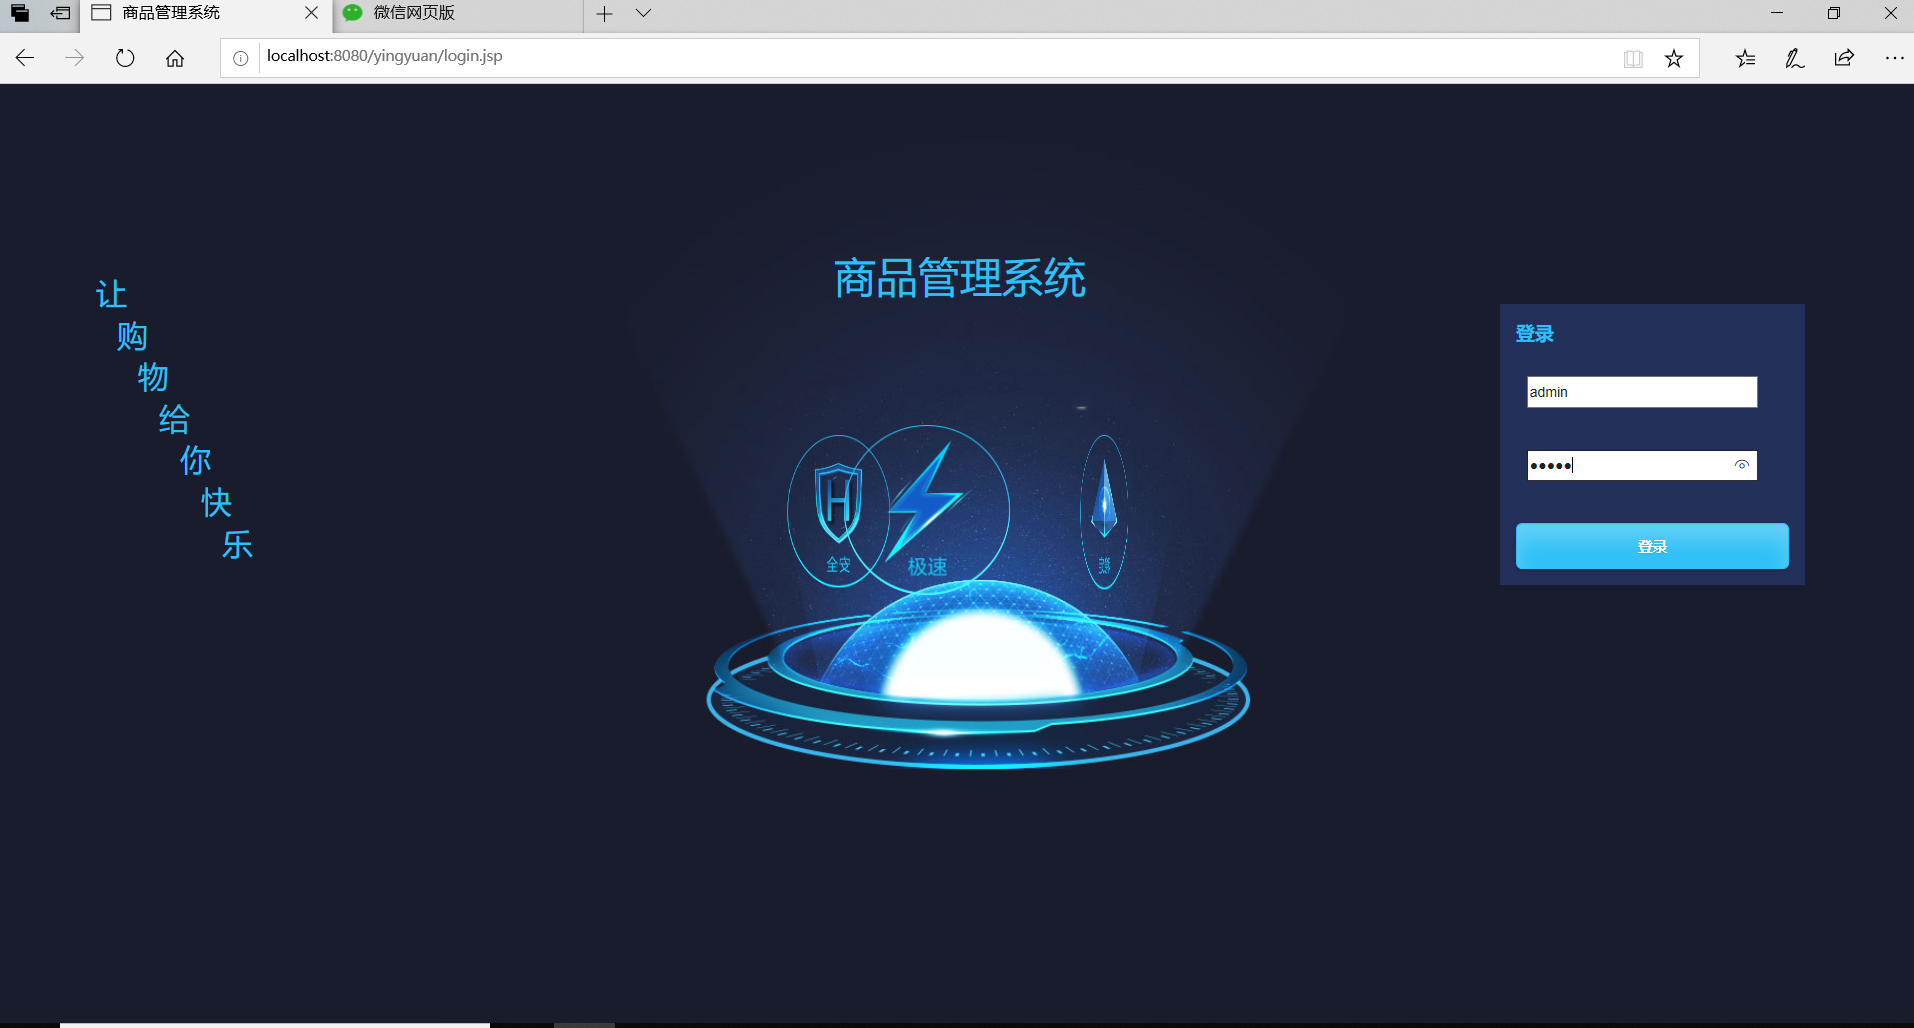 商品管理系统
微信网页版
localhost:8080/yingyuan/login.jsp
商品管理系统
让
购
物
给
你
快
乐
登录
admin
登录
H
全安
极速